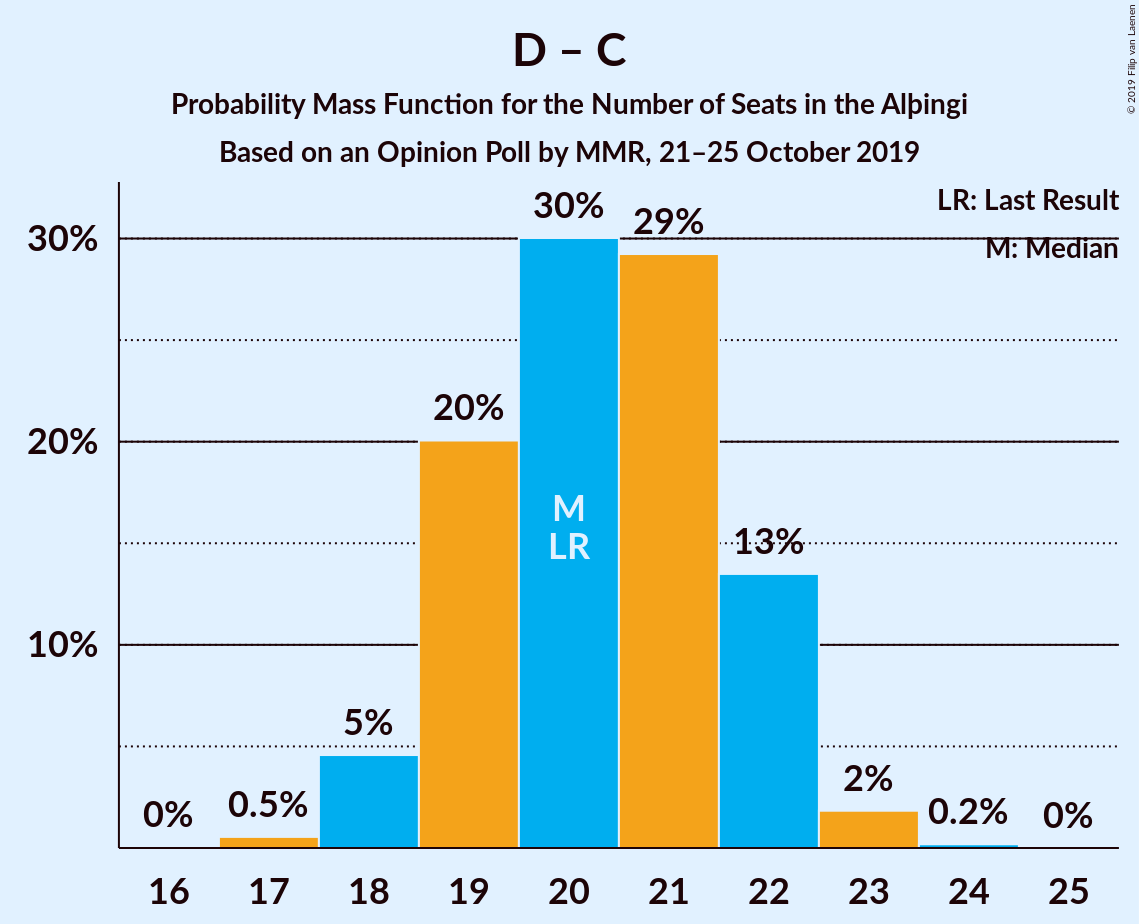 D – C
Probability Mass Function for the Number of Seats in the Alþingi
Based on an Opinion Poll by MMR, 21–25 October 2019
© 2019 Filip van Laenen
LR: Last Result
M: Median
30%
20%
10%
0%
0.5%
5%
20%
30%
29%
13%
2%
0.2%
0%
M
LR
16
17
18
19
20
21
22
23
24
25